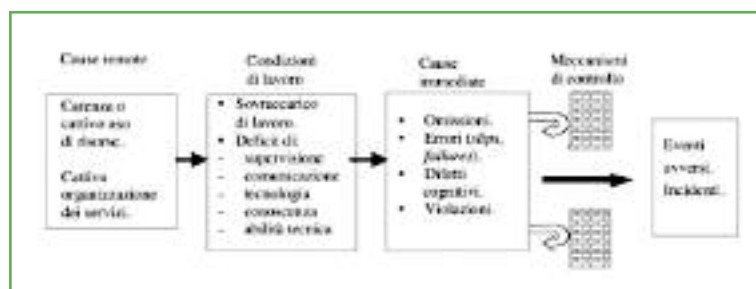 Cause remote
Condizioni
di lavoro
Cause
immediate
Meccanismi
di controllo
Carenza o
cattivo uso
di risorse.
Cattiva
organizzazione
dei servizi.
• Sovraccarico
di lavoro.
• Deficit di:
- supervisione
- comunicazione
- tecnologia
- conoscenza
- abilità tecnica
• Omissioni.
• Errori (slips,
failures).
• Difetti
cognitivi.
• Violazioni.
Eventi
avversi.
Incidenti.